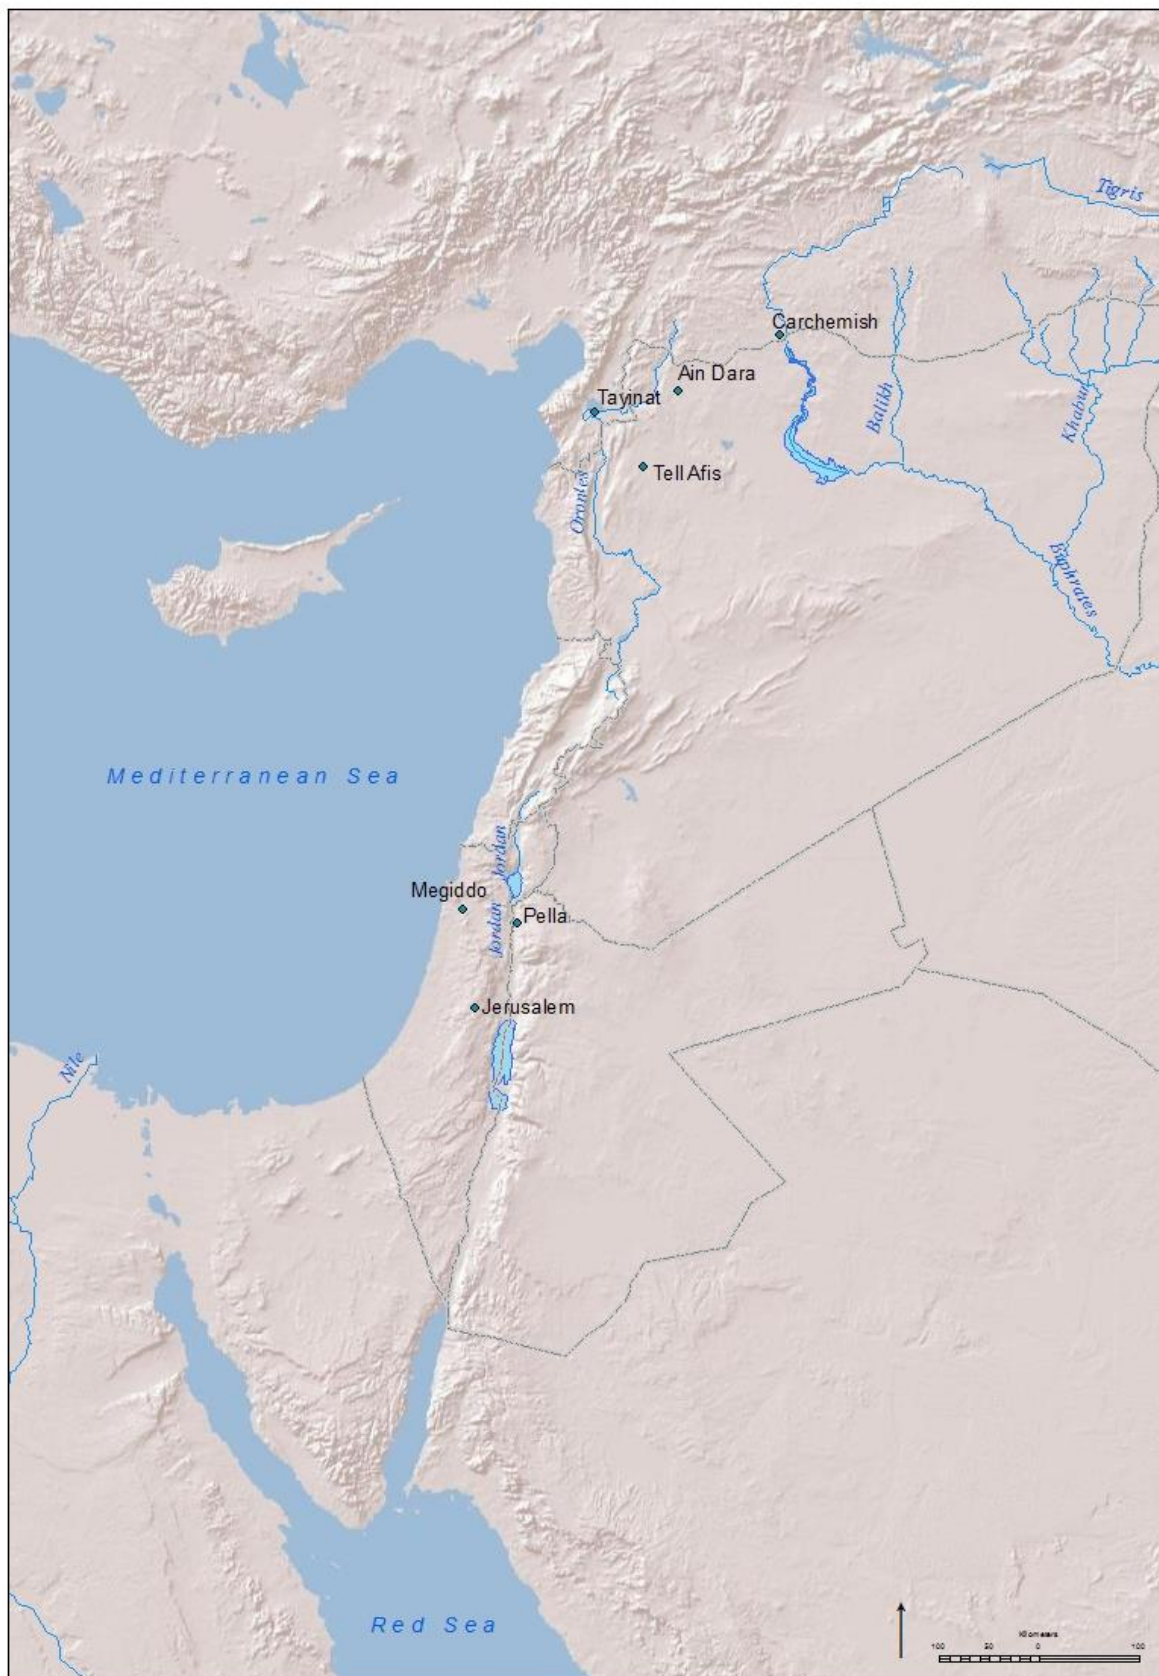 Tigris
Carchemish
Ain Dara
Tayinat
Balikh
Khabur
Tell Afis
Orontes
Euphrates
Mediterranean Sea
Jordan
Megiddo
Jordan
Pella
Jerusalem
Nile
Red Sea
Kilometers
100 50 0 100